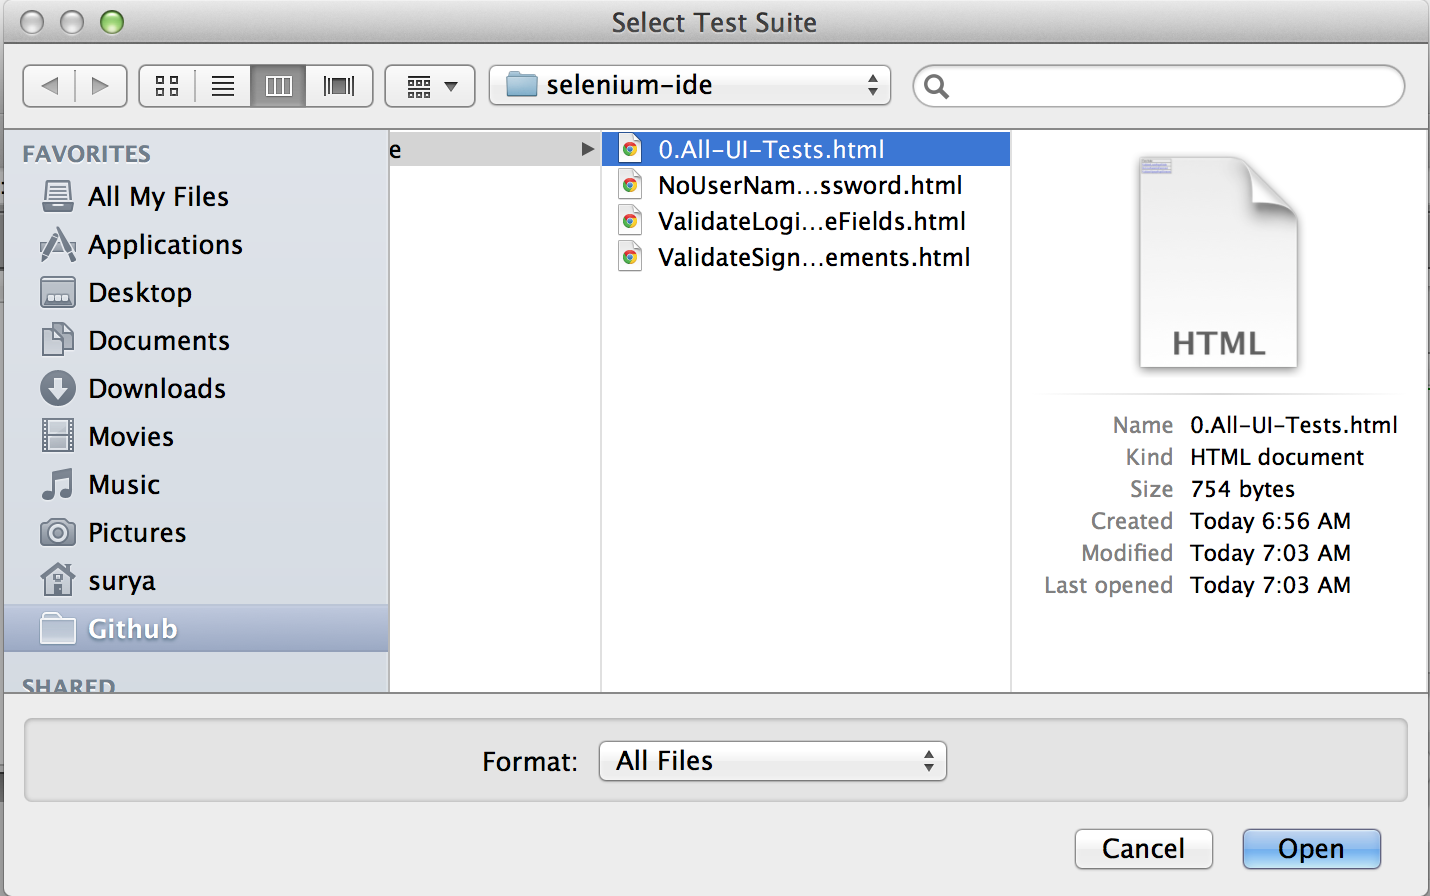 Select Test Suite
selenium-ide
FAVORITES
All My Files
Applications
Desktop
Documents
Downloads
Movies
Music
Pictures
surya
Github
SHARED
e
0.All-UI-Tests.html
NoUserNam...ssword.html
ValidateLogi...eFields.html
ValidateSign...ements.html
HTML
Name 0.All-UI-Tests.html
Kind HTML document
Size 754 bytes
Created Today 6:56 AM
Modified Today 7:03 AM
Last opened Today 7:03 AM
Format: All Files
Cancel Open